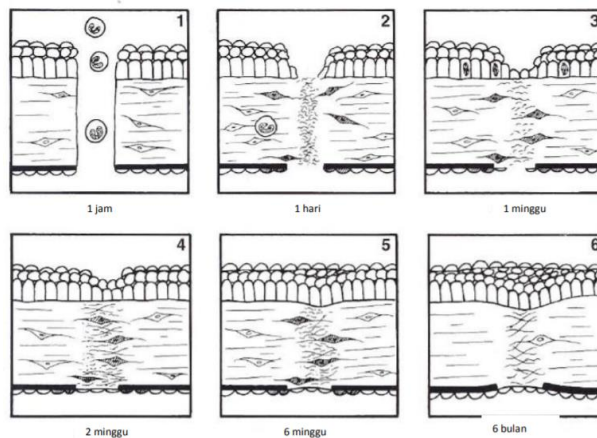 1
1 jam
2
1 hari
3
1 minggu
4
2 minggu
5
6 minggu
6
6 bulan